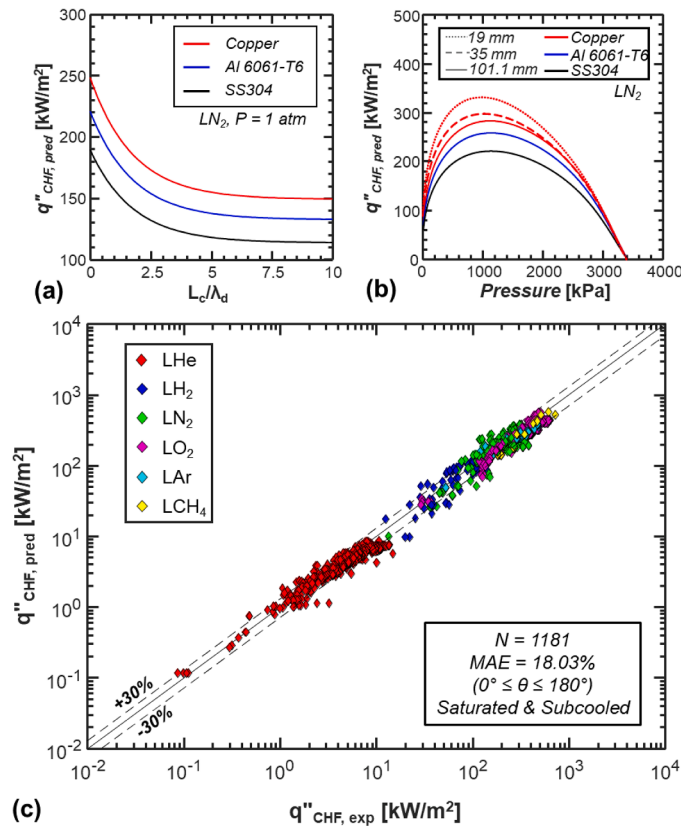 300
250
200
150
100
q"CHF, pred [kW/m²]
Copper
Al 6061-T6
SS304
LN₂, P = 1 atm
0
2.5
5
7.5
10
Lc/λd
(a)
500
400
300
200
100
0
q"CHF, pred [kW/m²]
19 mm
35 mm
101.1 mm
Copper
Al 6061-T6
SS304
LN₂
0
1000
2000
3000
4000
Pressure [kPa]
(b)
10⁴
10³
10²
10¹
10⁰
10⁻¹
10⁻²
q"CHF, pred [kW/m²]
LHe
LH₂
LN₂
LO₂
LAr
LCH₄
+30%
-30%
N = 1181
MAE = 18.03%
(0° ≤ θ ≤ 180°)
Saturated & Subcooled
10⁻²
10⁻¹
10⁰
10¹
10²
10³
10⁴
q"CHF, exp [kW/m²]
(c)